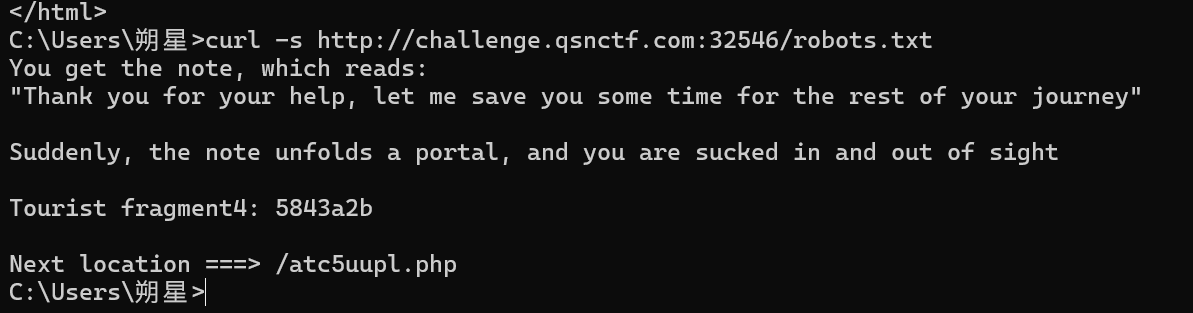 </html>
C:\Users\朔星>curl -s http://challenge.qsnctf.com:32546/robots.txt
You get the note, which reads:
"Thank you for your help, let me save you some time for the rest of your journey"
Suddenly, the note unfolds a portal, and you are sucked in and out of sight
Tourist fragment4: 5843a2b
Next location ===> /atc5uupl.php
C:\Users\朔星>